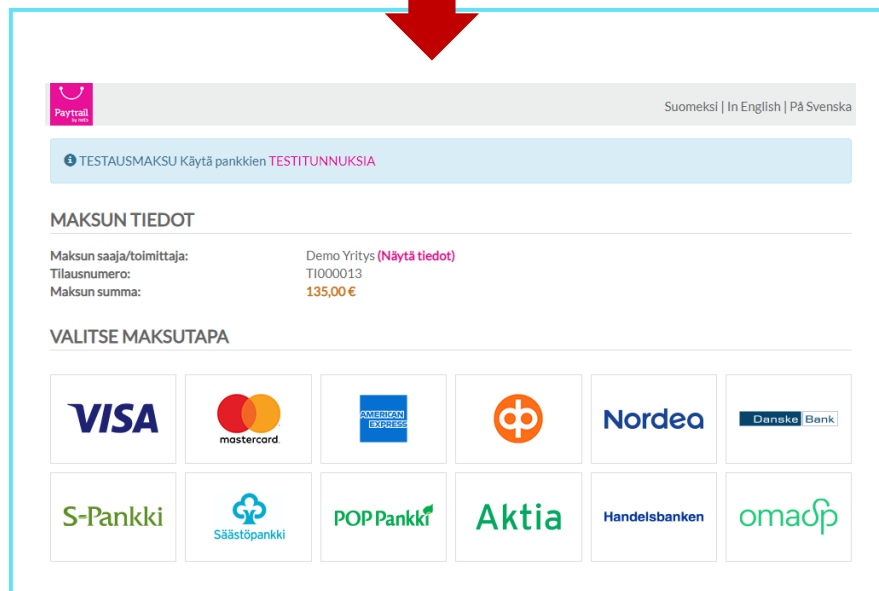 Paytrail
by nets
Suomeksi | In English | På Svenska
TESTAUSMAKSU Käytä pankkien TESTITUNNUKSIA
MAKSUN TIEDOT
Maksun saaja/toimittaja: Demo Yritys (Näytä tiedot)
Tilausnumero: TI000013
Maksun summa: 135,00 €
VALITSE MAKSUTAPA
VISA mastercard. AMERICAN EXPRESS OP Nordea Danske Bank
S-Pankki Säästöpankki POP Pankki Aktia Handelsbanken omaSp